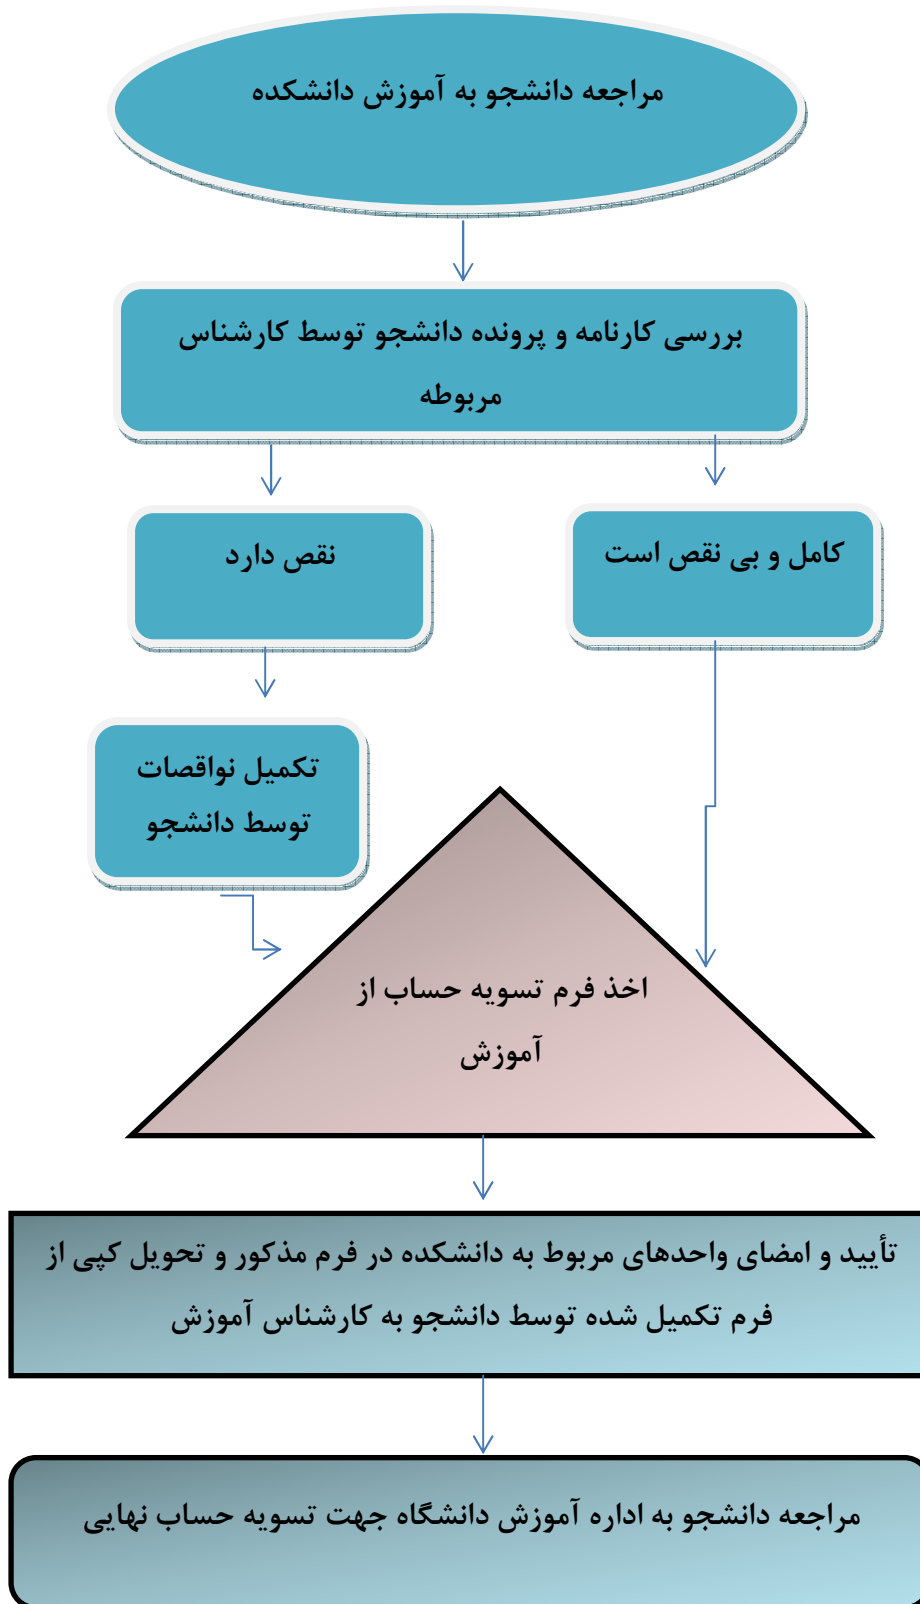 مراجعه دانشجو به آموزش دانشکده
بررسی کارنامه و پرونده دانشجو توسط کارشناس
مربوطه
کامل و بی نقص است
نقص دارد
تکمیل نواقصات
توسط دانشجو
اخذ فرم تسویه حساب از
آموزش
تأیید و امضای واحدهای مربوط به دانشکده در فرم مذکور و تحویل کپی از
فرم تکمیل شده توسط دانشجو به کارشناس آموزش
مراجعه دانشجو به اداره آموزش دانشگاه جهت تسویه حساب نهایی